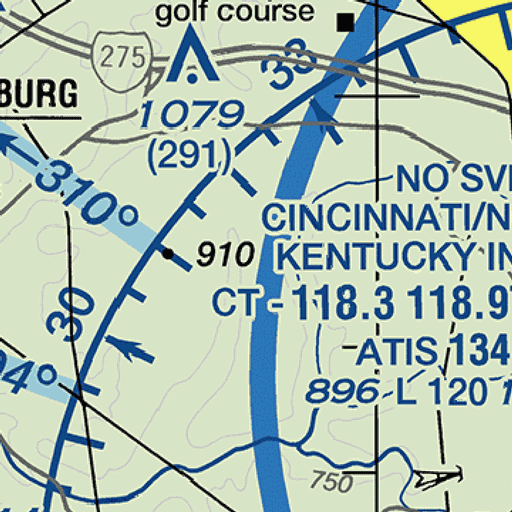 golf course
275
33
BURG
1079
(291)
NO SV
310°
CINCINNATI/N
910
KENTUCKY IN
CT - 118.3 118.9
30
ATIS 134
94°
896 L 120 1
750